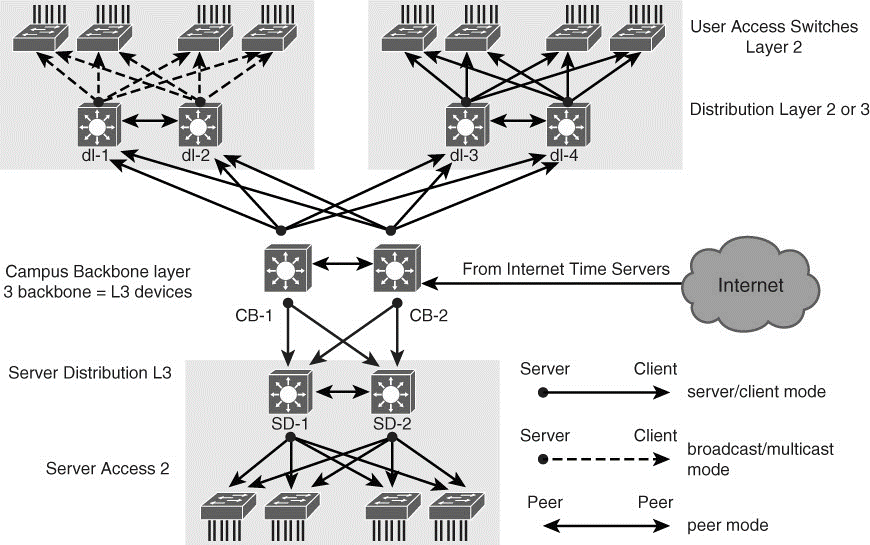 User Access Switches
Layer 2
Distribution Layer 2 or 3
dl-1
dl-2
dl-3
dl-4
Campus Backbone layer
3 backbone = L3 devices
From Internet Time Servers
Internet
CB-1
CB-2
Server Distribution L3
SD-1
SD-2
Server Access 2
Server Client
server/client mode
Server Client
broadcast/multicast
mode
Peer Peer
peer mode